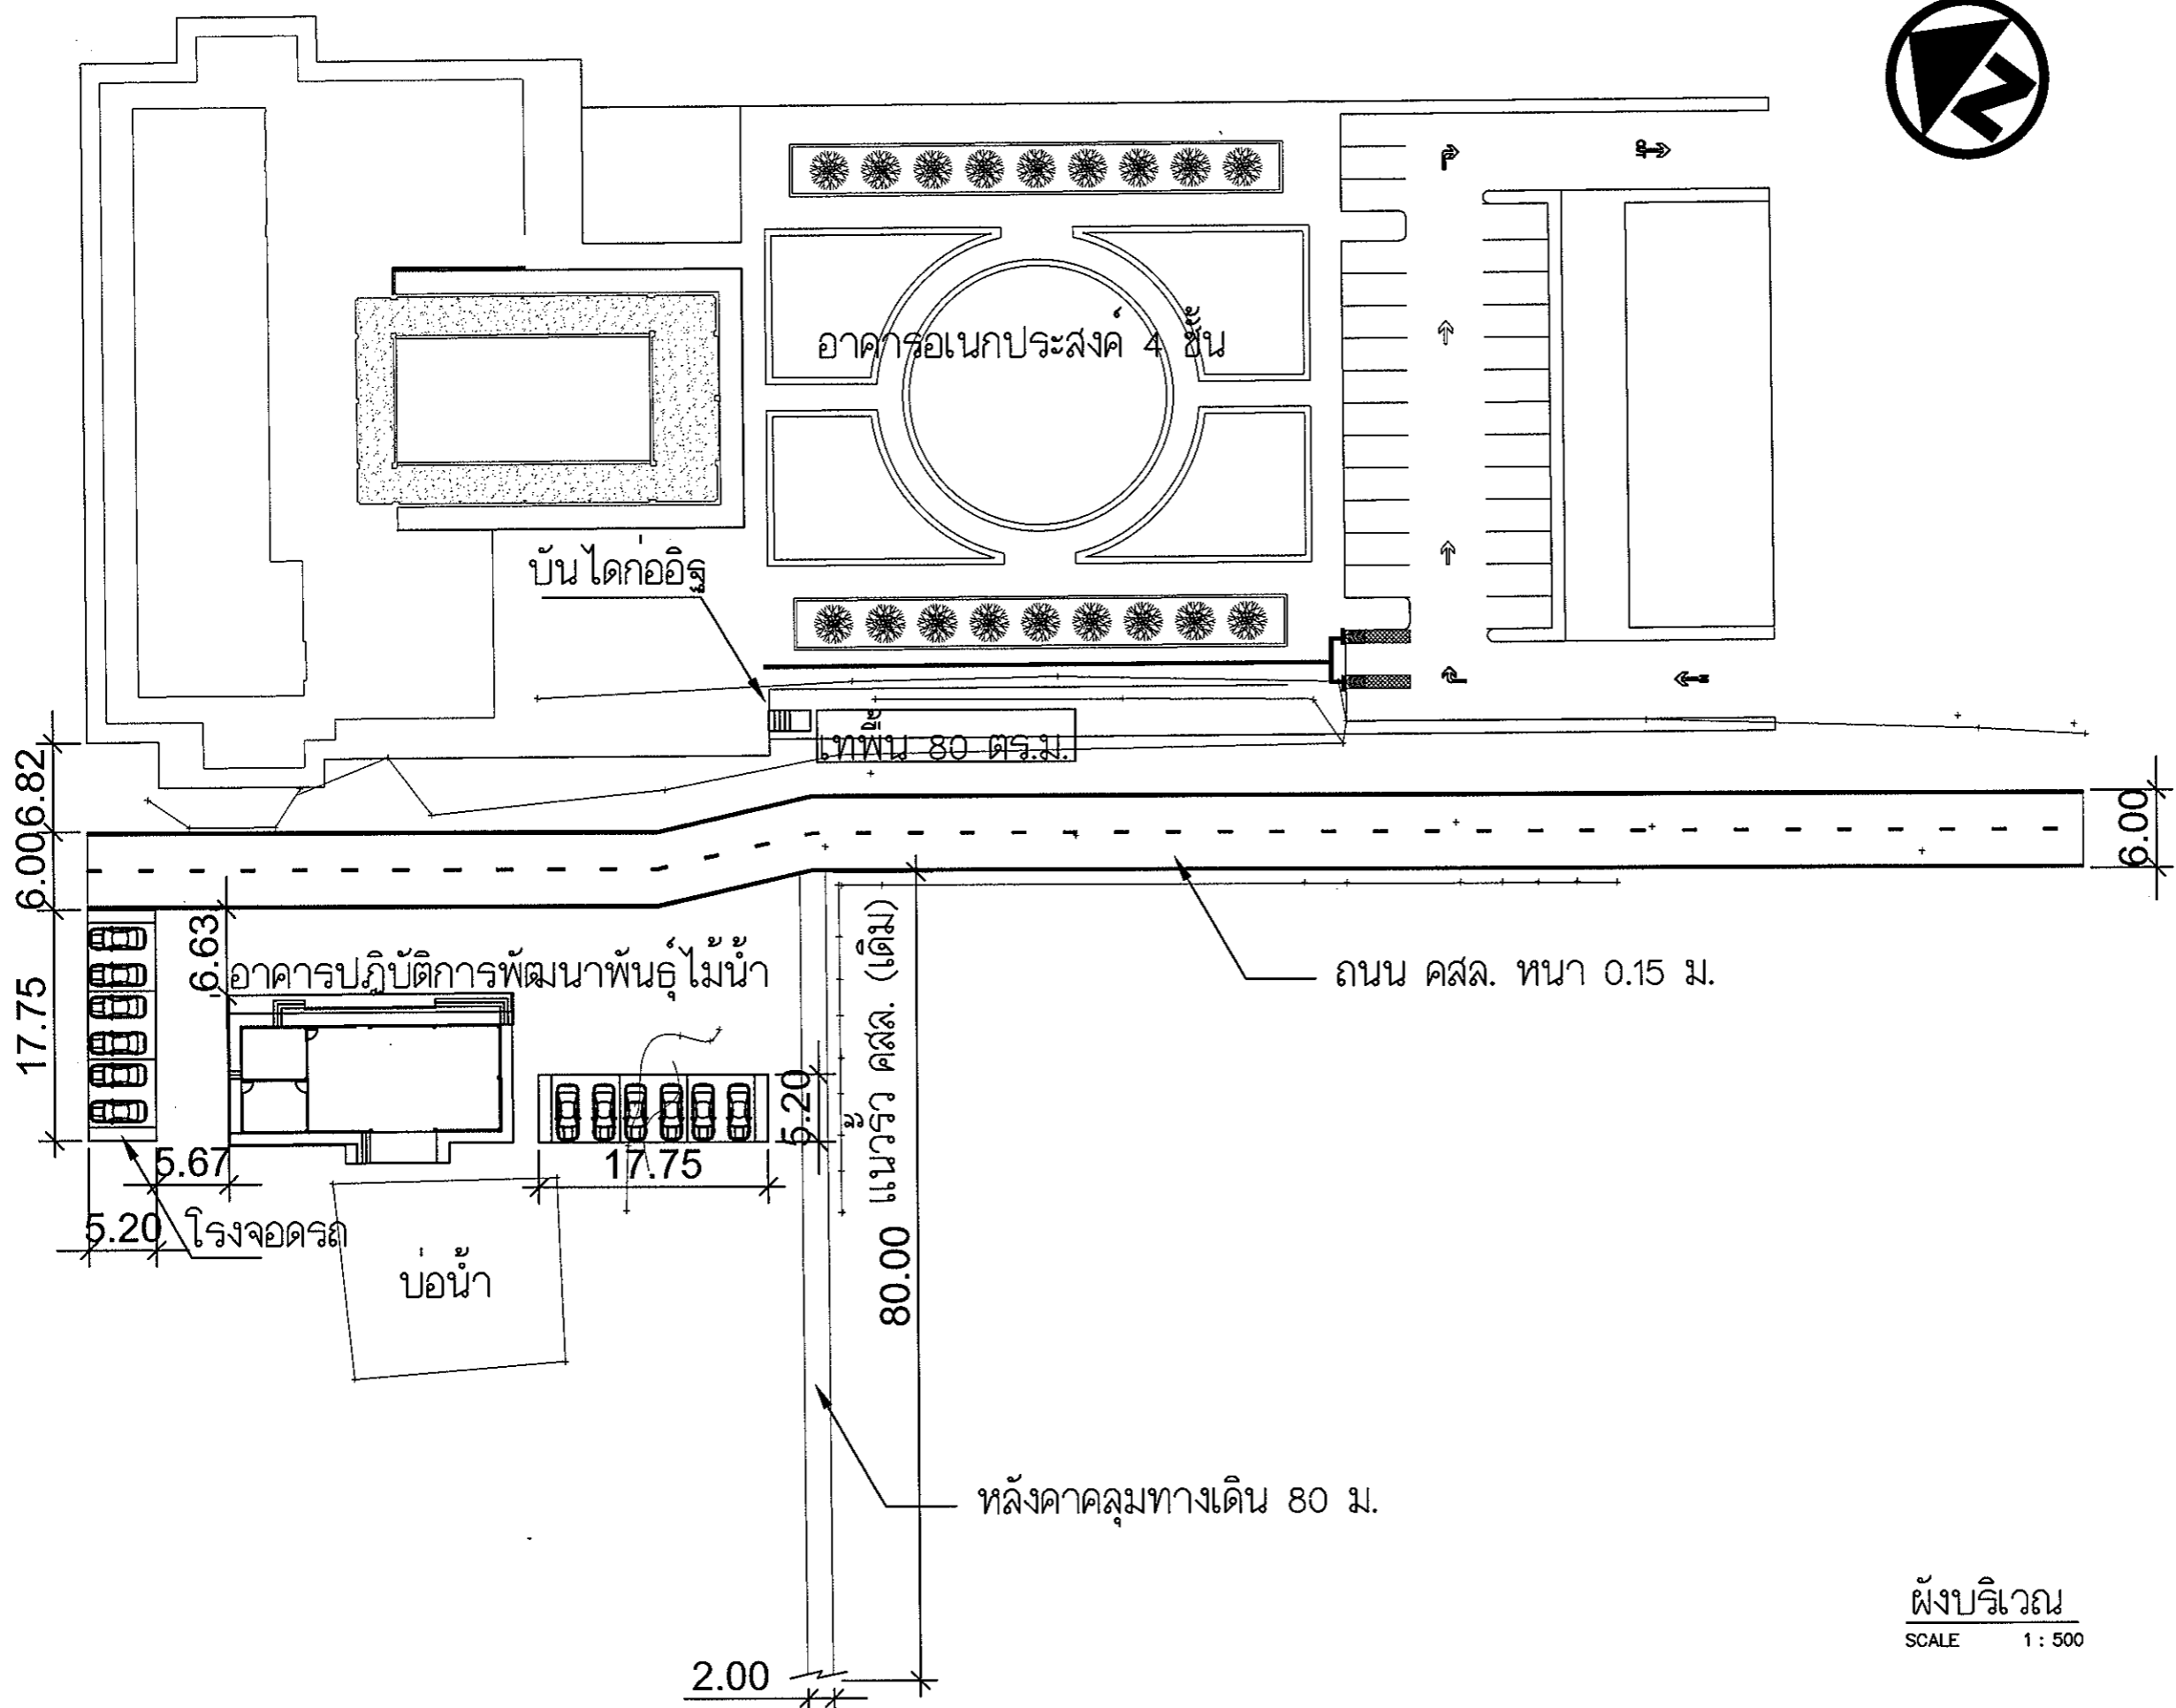 N
OUT
อาคารอเนกประสงค์ 4 ชั้น
บันไดก่ออิฐ
IN
เทพื้น 80 ตร.ม.
6.82
6.00
6.00
17.75
6.63
อาคารปฏิบัติการพัฒนาพันธุ์ไม้น้ำ
แนวรั้ว คสล. (เดิม)
ถนน คสล. หนา 0.15 ม.
5.20
5.67
17.75
5.20
โรงจอดรถ
บ่อน้ำ
80.00
หลังคาคลุมทางเดิน 80 ม.
2.00
ผังบริเวณ
SCALE 1 : 500